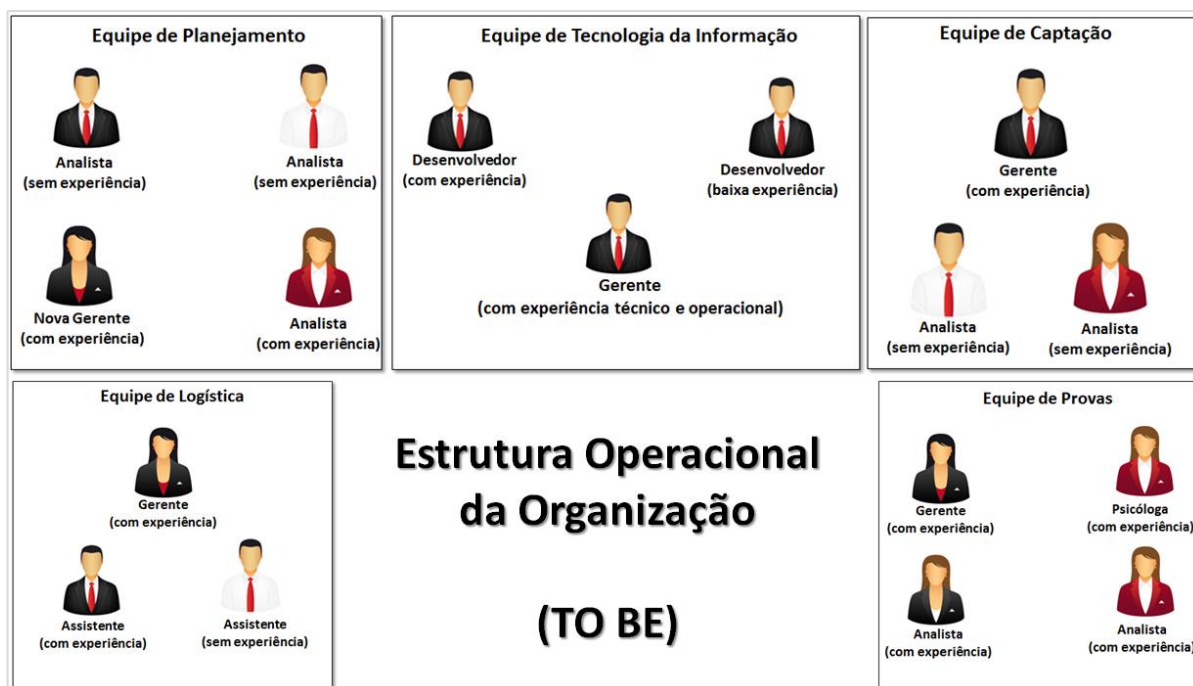 Equipe de Planejamento
Analista
(sem experiência)
Analista
(sem experiência)
Nova Gerente
(com experiência)
Analista
(com experiência)
Equipe de Tecnologia da Informação
Desenvolvedor
(com experiência)
Desenvolvedor
(baixa experiência)
Gerente
(com experiência técnico e operacional)
Equipe de Captação
Gerente
(com experiência)
Analista
(sem experiência)
Analista
(sem experiência)
Equipe de Logística
Gerente
(com experiência)
Assistente
(com experiência)
Assistente
(sem experiência)
Estrutura Operacional
da Organização
(TO BE)
Equipe de Provas
Gerente
(com experiência)
Psicóloga
(com experiência)
Analista
(com experiência)
Analista
(com experiência)